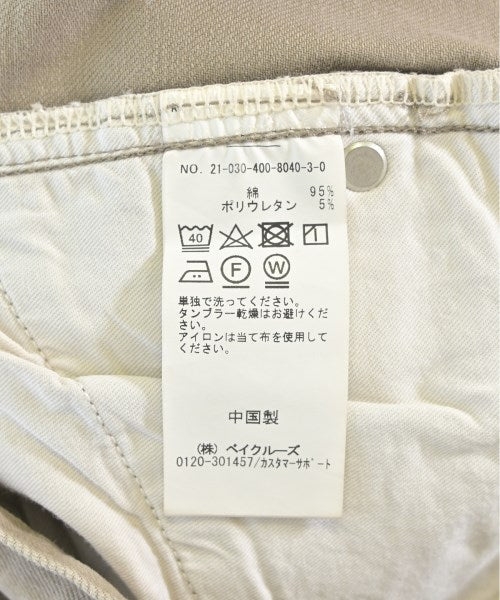 NO. 21-030-400-8040-3-0
綿 95%
ポリウレタン 5%
40
F W
単独で洗ってください。
タンブラー乾燥はお避けくだ
さい。
アイロンは当て布を使用して
ください。
中国製
(株) ベイクルーズ
0120-301457/カスタマーサポート